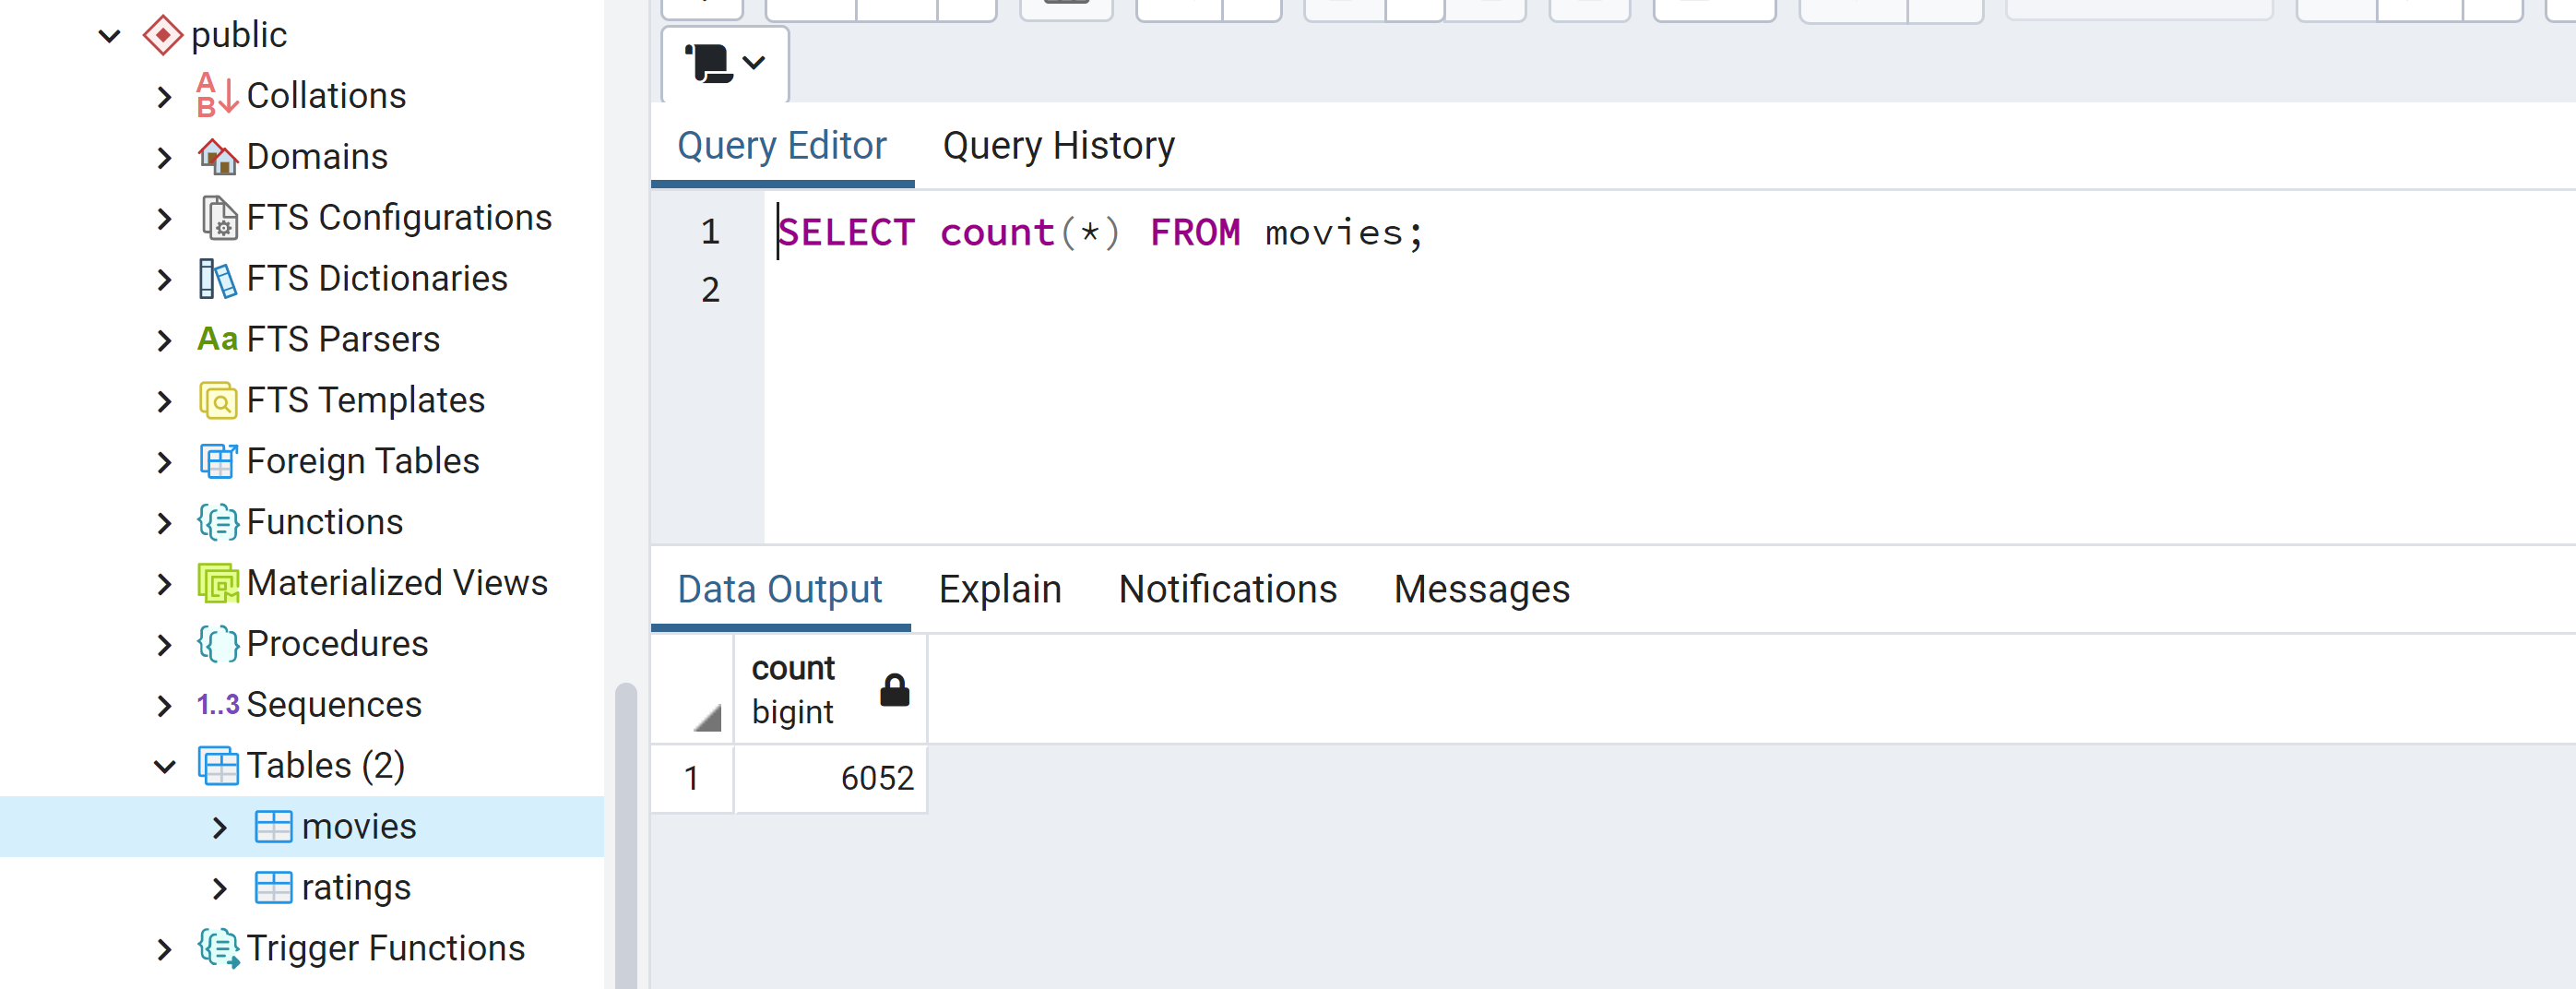 public
Collations
Domains
FTS Configurations
FTS Dictionaries
Aa FTS Parsers
FTS Templates
Foreign Tables
Functions
Materialized Views
Procedures
1..3 Sequences
Tables (2)
movies
ratings
Trigger Functions
Query Editor Query History
1 SELECT count(*) FROM movies;
2
Data Output Explain Notifications Messages
count
bigint
1 6052